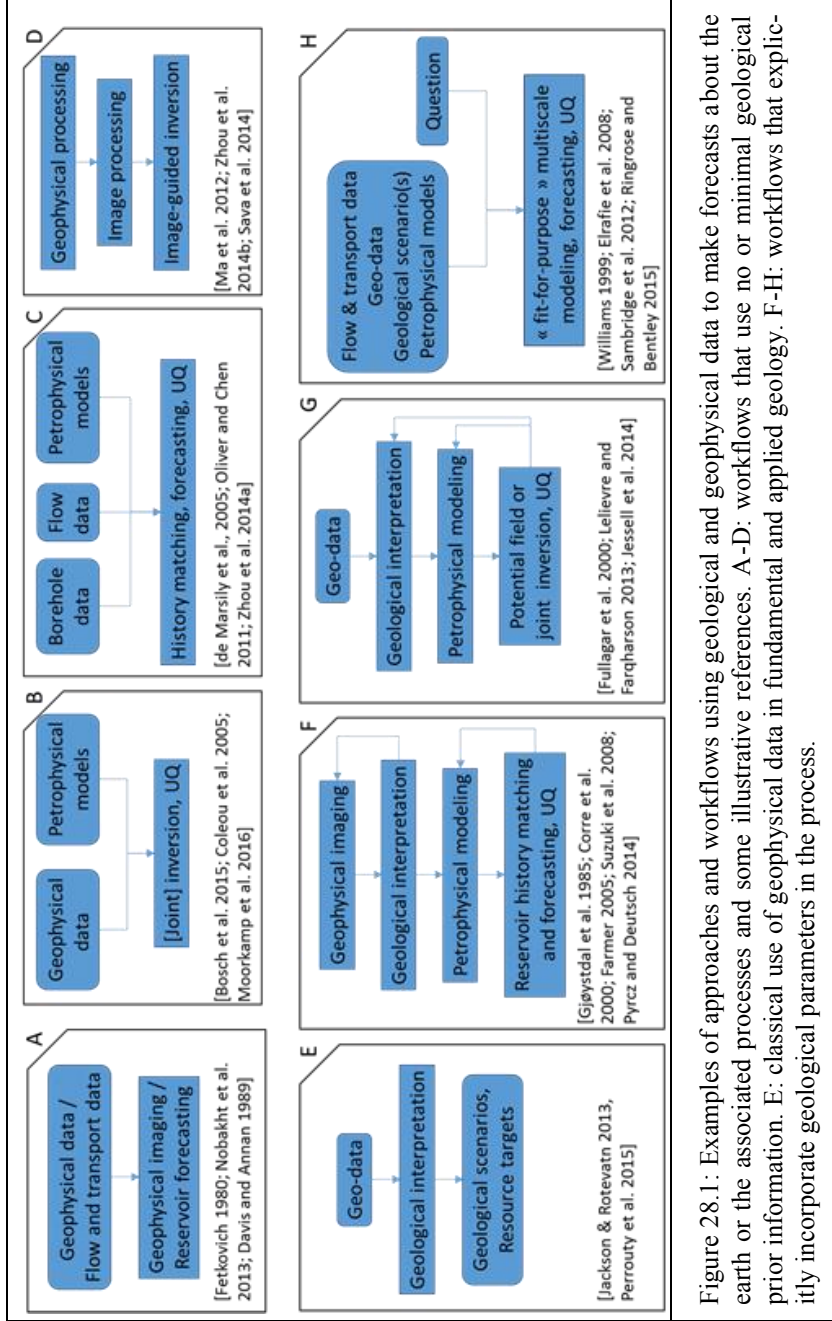 A
Geophysical data /
Flow and transport data
Geophysical imaging /
Reservoir forecasting
[Fetkovich 1980; Nobakht et al.
2013; Davis and Annan 1989]
B
Geophysical
data
Petrophysical
models
[Joint] inversion, UQ
[Bosch et al. 2015; Coleou et al. 2005;
Moorkamp et al. 2016]
C
Borehole
data
Flow
data
Petrophysical
models
History matching, forecasting, UQ
[de Marsily et al., 2005; Oliver and Chen
2011; Zhou et al. 2014a]
D
Geophysical processing
Image processing
Image-guided inversion
[Ma et al. 2012; Zhou et al.
2014b; Sava et al. 2014]
E
Geo-data
Geological interpretation
Geological scenarios,
Resource targets
[Jackson & Rotevatn 2013,
Perrouty et al. 2015]
F
Geophysical imaging
Geological interpretation
Petrophysical modeling
Reservoir history matching
and forecasting, UQ
[Gjøystdal et al. 1985; Corre et al.
2000; Farmer 2005; Suzuki et al. 2008;
Pyrcz and Deutsch 2014]
G
Geo-data
Geological interpretation
Petrophysical modeling
Potential field or
joint inversion, UQ
[Fullagar et al. 2000; Lelievre and
Farqharson 2013; Jessell et al. 2014]
H
Flow & transport data
Geo-data
Geological scenario(s)
Petrophysical models
Question
« fit-for-purpose » multiscale
modeling, forecasting, UQ
[Williams 1999; Elrafie et al. 2008;
Sambridge et al. 2012; Ringrose and
Bentley 2015]
Figure 28.1: Examples of approaches and workflows using geological and geophysical data to make forecasts about the
earth or the associated processes and some illustrative references. A-D: workflows that use no or minimal geological
prior information. E: classical use of geophysical data in fundamental and applied geology. F-H: workflows that explic-
itly incorporate geological parameters in the process.